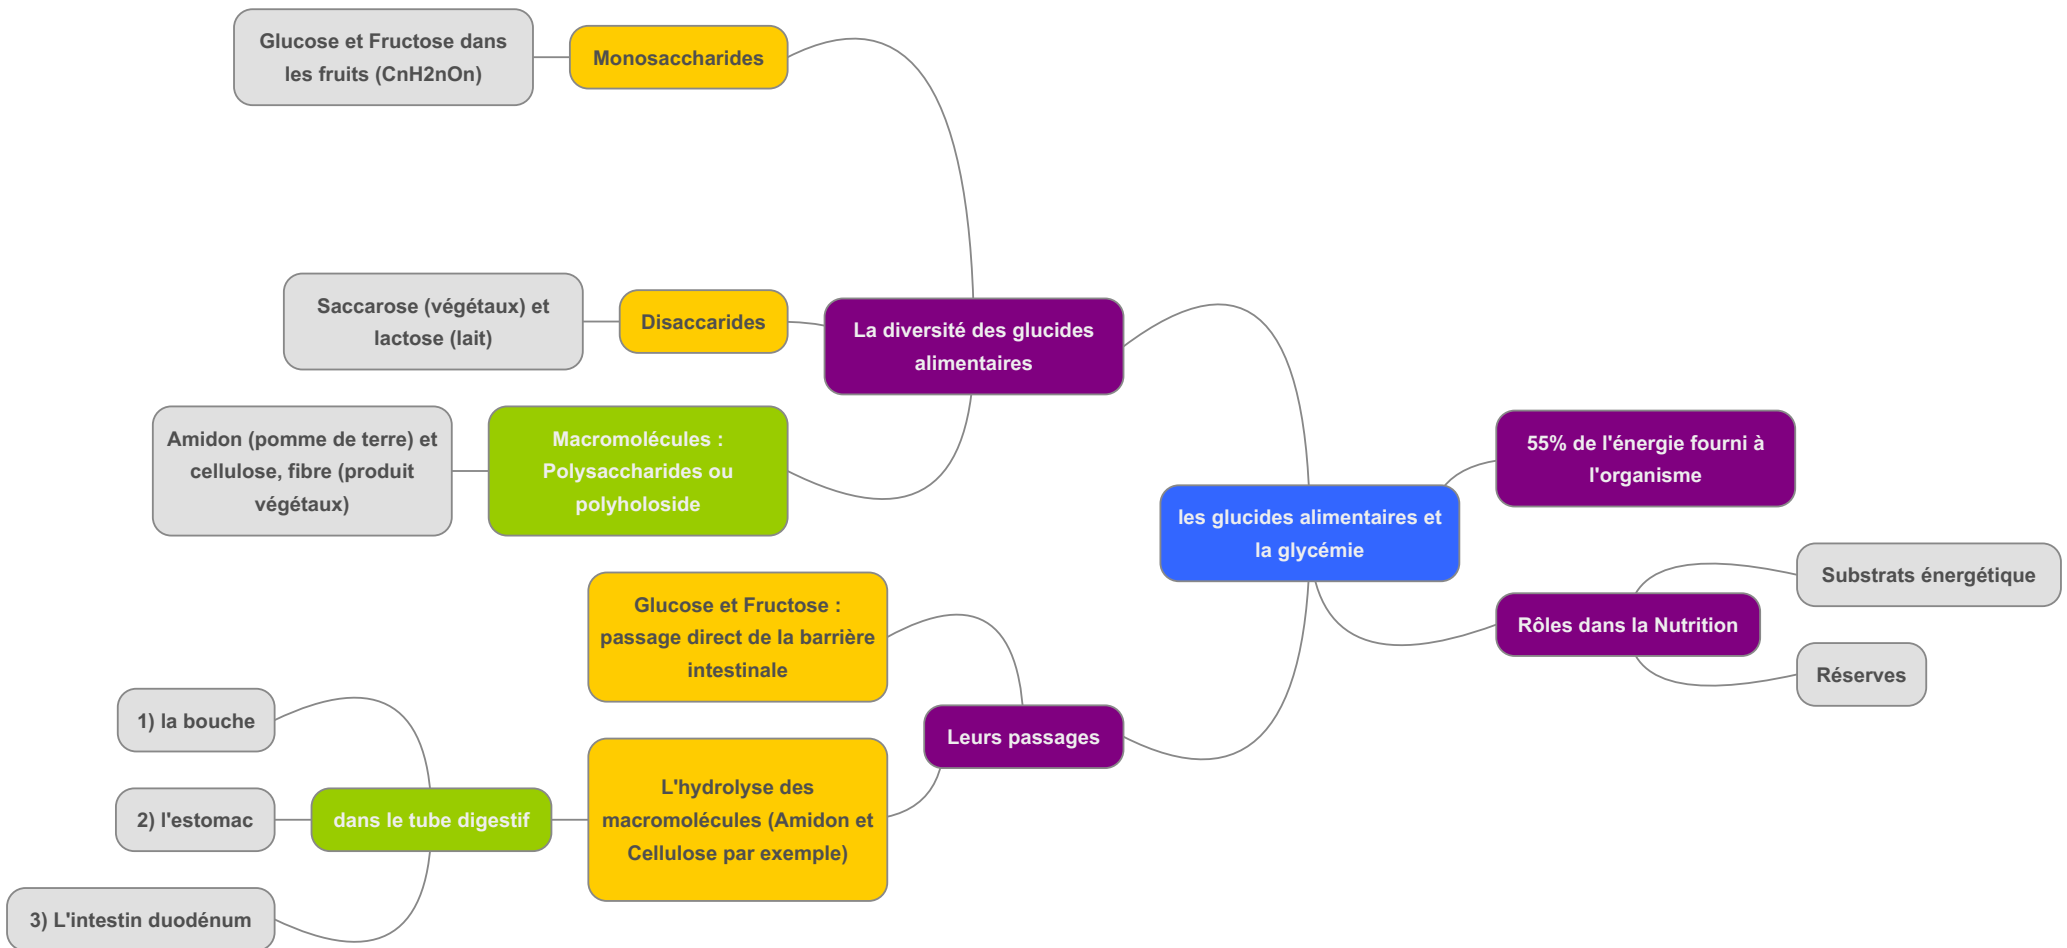 Glucose et Fructose dans
les fruits (CnH2nOn)
Monosaccharides
Saccarose (végétaux) et
lactose (lait)
Disaccarides
La diversité des glucides
alimentaires
Amidon (pomme de terre) et
cellulose, fibre (produit
végétaux)
Macromolécules :
Polysaccharides ou
polyholoside
55% de l'énergie fourni à
l'organisme
les glucides alimentaires et
la glycémie
Substrats énergétique
Rôles dans la Nutrition
Réserves
Glucose et Fructose :
passage direct de la barrière
intestinale
Leurs passages
1) la bouche
2) l'estomac
3) L'intestin duodénum
dans le tube digestif
L'hydrolyse des
macromolécules (Amidon et
Cellulose par exemple)